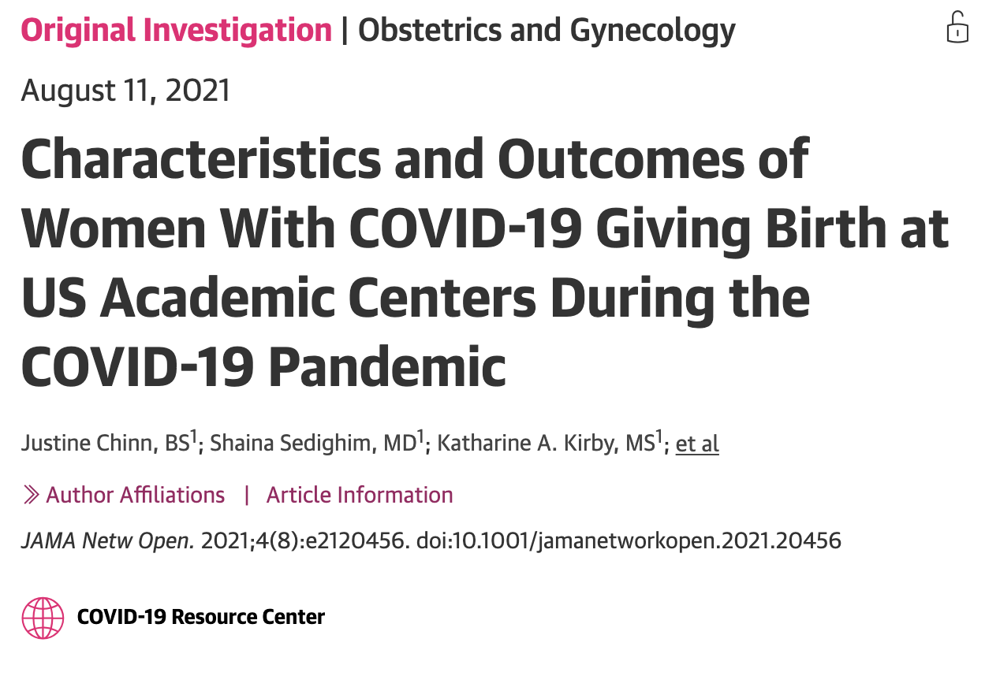 Original Investigation | Obstetrics and Gynecology
August 11, 2021
Characteristics and Outcomes of
Women With COVID-19 Giving Birth at
US Academic Centers During the
COVID-19 Pandemic
Justine Chinn, BS1; Shaina Sedighim, MD1; Katharine A. Kirby, MS1; et al
Author Affiliations | Article Information
JAMA Netw Open. 2021;4(8):e2120456. doi:10.1001/jamanetworkopen.2021.20456
COVID-19 Resource Center